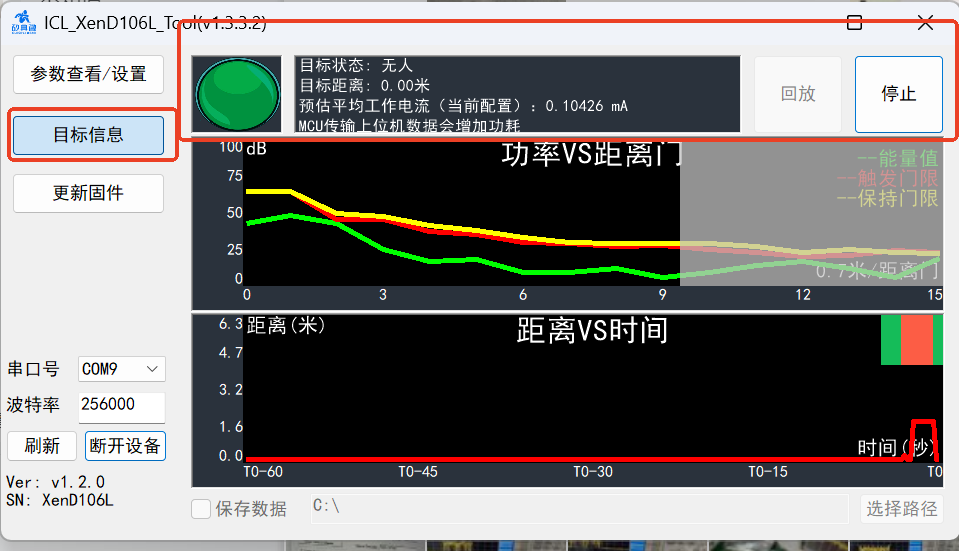 ICL_XenD106L_Tool(v1.3.3.2)
参数查看/设置
目标信息
更新固件
目标状态: 无人
目标距离: 0.00米
预估平均工作电流（当前配置）: 0.10426 mA
MCU传输上位机数据会增加功耗
回放
停止
100 dB
功率VS距离门
--能量值
--触发门限
--保持门限
75
50
25
0
0.7米/距离门
0 3 6 9 12 15
6.3 距离(米)
距离VS时间
4.7
3.2
1.6
0.0
时间(秒)
T0-60 T0-45 T0-30 T0-15 T0
串口号 COM9
波特率 256000
刷新 断开设备
Ver: v1.2.0
SN: XenD106L
保存数据 C:\ 选择路径